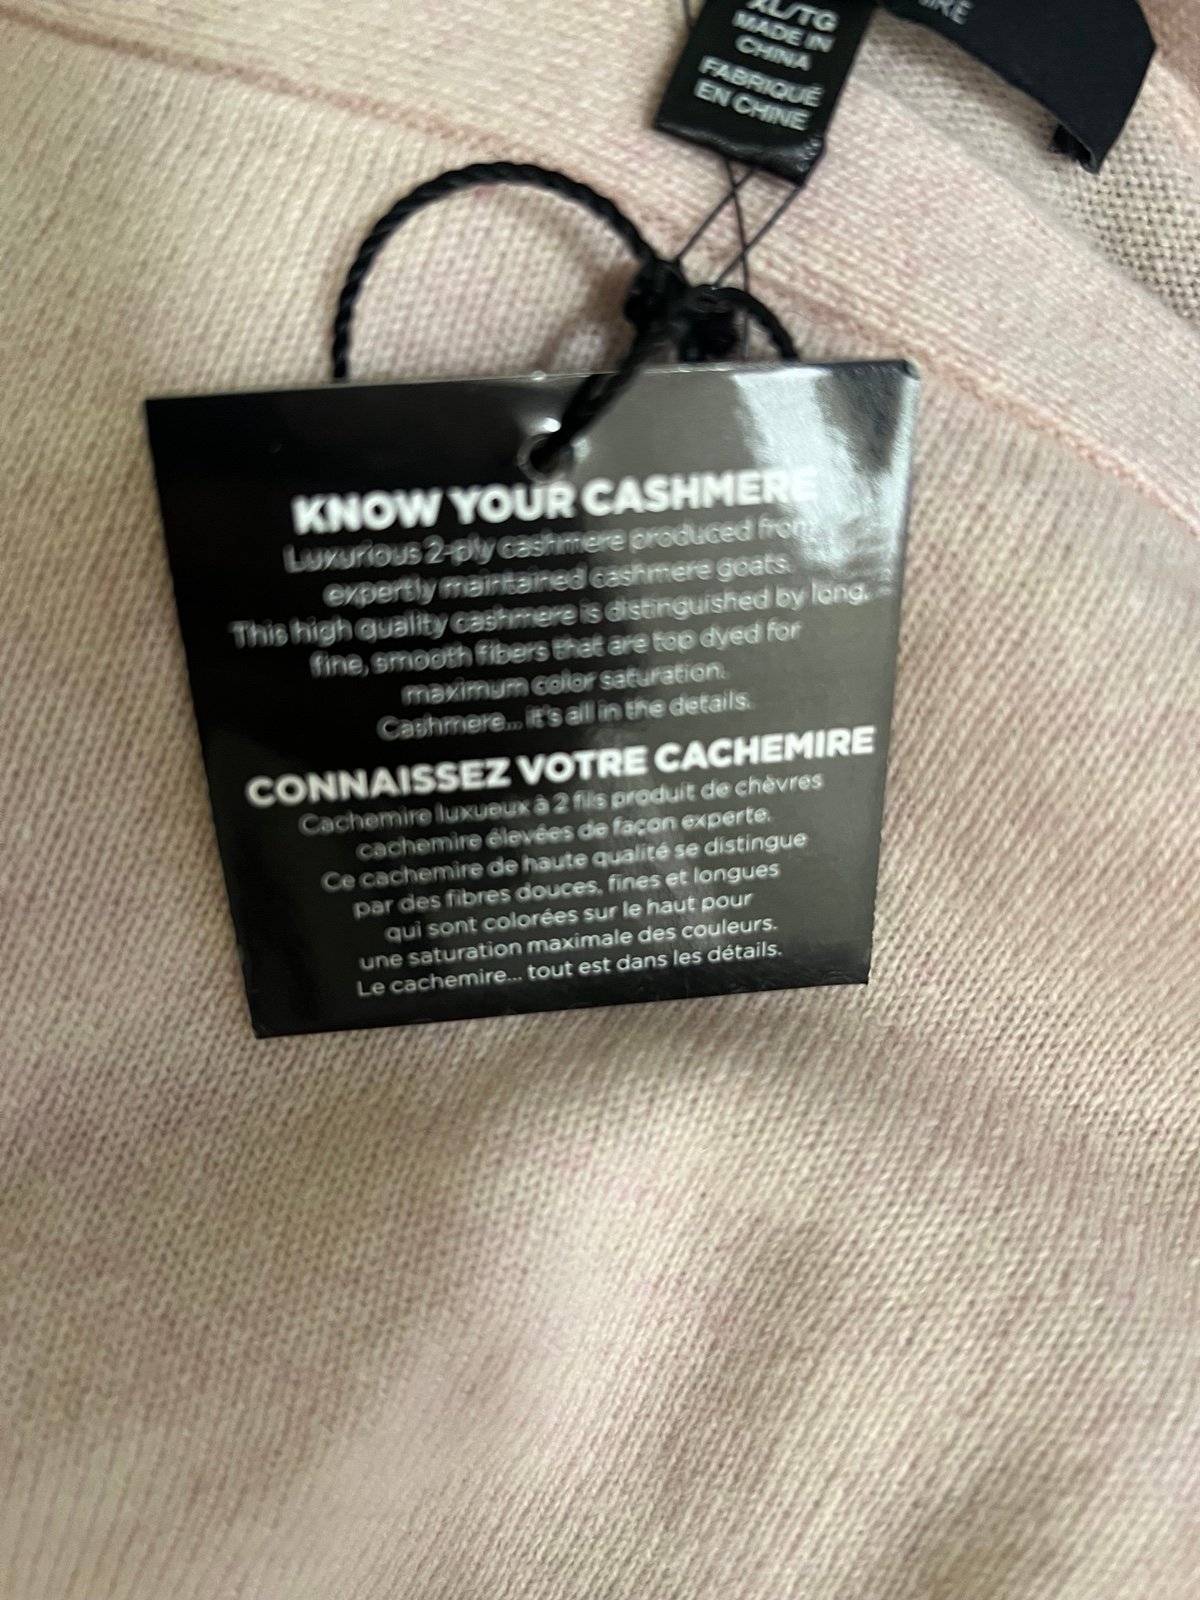 XL/TG
MADE IN
CHINA
FABRIQUÉ
EN CHINE
KNOW YOUR CASHMERE
Luxurious 2-ply cashmere produced from
expertly maintained cashmere goats.
This high quality cashmere is distinguished by long,
fine, smooth fibers that are top dyed for
maximum color saturation.
Cashmere... it's all in the details.
CONNAISSEZ VOTRE CACHEMIRE
Cachemire luxueux à 2 fils produit de chèvres
cachemire élevées de façon experte.
Ce cachemire de haute qualité se distingue
par des fibres douces, fines et longues
qui sont colorées sur le haut pour
une saturation maximale des couleurs.
Le cachemire... tout est dans les détails.